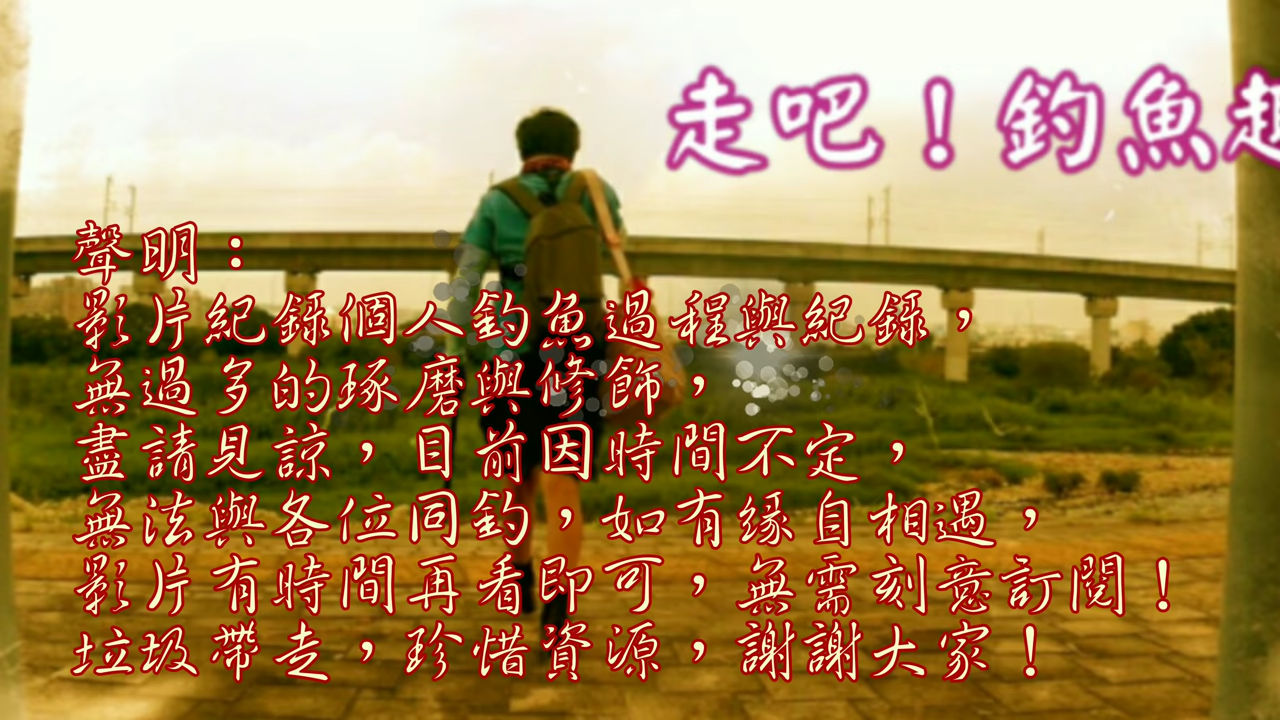 走吧！釣魚趣
聲明：
影片紀錄個人釣魚過程與紀錄，
無過多的琢磨與修飾，
盡請見諒，目前因時間不定，
無法與各位同釣，如有緣自相遇，
影片有時間再看即可，無需刻意訂閱！
垃圾帶走，珍惜資源，謝謝大家！